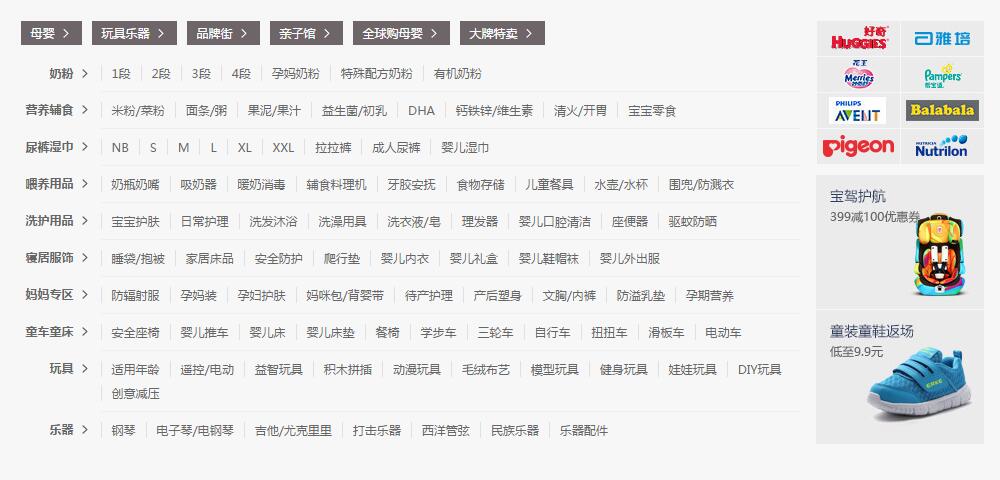 母婴 玩具乐器 品牌街 亲子馆 全球购母婴 大牌特卖
奶粉 1段 2段 3段 4段 孕妈奶粉 特殊配方奶粉 有机奶粉
营养辅食 米粉/菜粉 面条/粥 果泥/果汁 益生菌/初乳 DHA 钙铁锌/维生素 清火/开胃 宝宝零食
尿裤湿巾 NB S M L XL XXL 拉拉裤 成人尿裤 婴儿湿巾
喂养用品 奶瓶奶嘴 吸奶器 暖奶消毒 辅食料理机 牙胶安抚 食物存储 儿童餐具 水壶/水杯 围兜/防溅衣
洗护用品 宝宝护肤 日常护理 洗发沐浴 洗澡用具 洗衣液/皂 理发器 婴儿口腔清洁 座便器 驱蚊防晒
寝居服饰 睡袋/抱被 家居床品 安全防护 爬行垫 婴儿内衣 婴儿礼盒 婴儿鞋帽袜 婴儿外出服
妈妈专区 防辐射服 孕妈装 孕妇护肤 妈咪包/背婴带 待产护理 产后塑身 文胸/内裤 防溢乳垫 孕期营养
童车童床 安全座椅 婴儿推车 婴儿床 婴儿床垫 餐椅 学步车 三轮车 自行车 扭扭车 滑板车 电动车
玩具 适用年龄 遥控/电动 益智玩具 积木拼插 动漫玩具 毛绒布艺 模型玩具 健身玩具 娃娃玩具 DIY玩具
创意减压
乐器 钢琴 电子琴/电钢琴 吉他/尤克里里 打击乐器 西洋管弦 民族乐器 乐器配件
好奇
HUGGIES
雅培
花王
Merries
Pampers
帮宝适
PHILIPS
AVENT
Balabala
Pigeon
NUTRICIA
Nutrilon
宝驾护航
399减100优惠券
童装童鞋返场
低至9.9元
ERKE